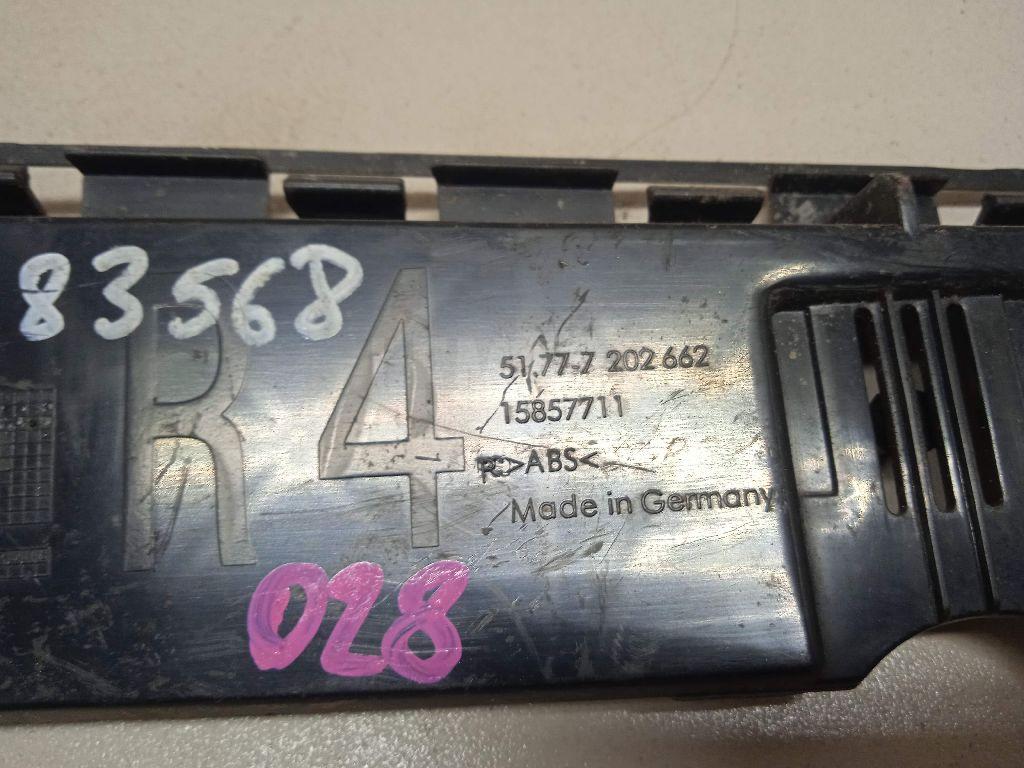 83568
R4
51.77-7 202 662
15857711
>ABS<
Made in Germany
028